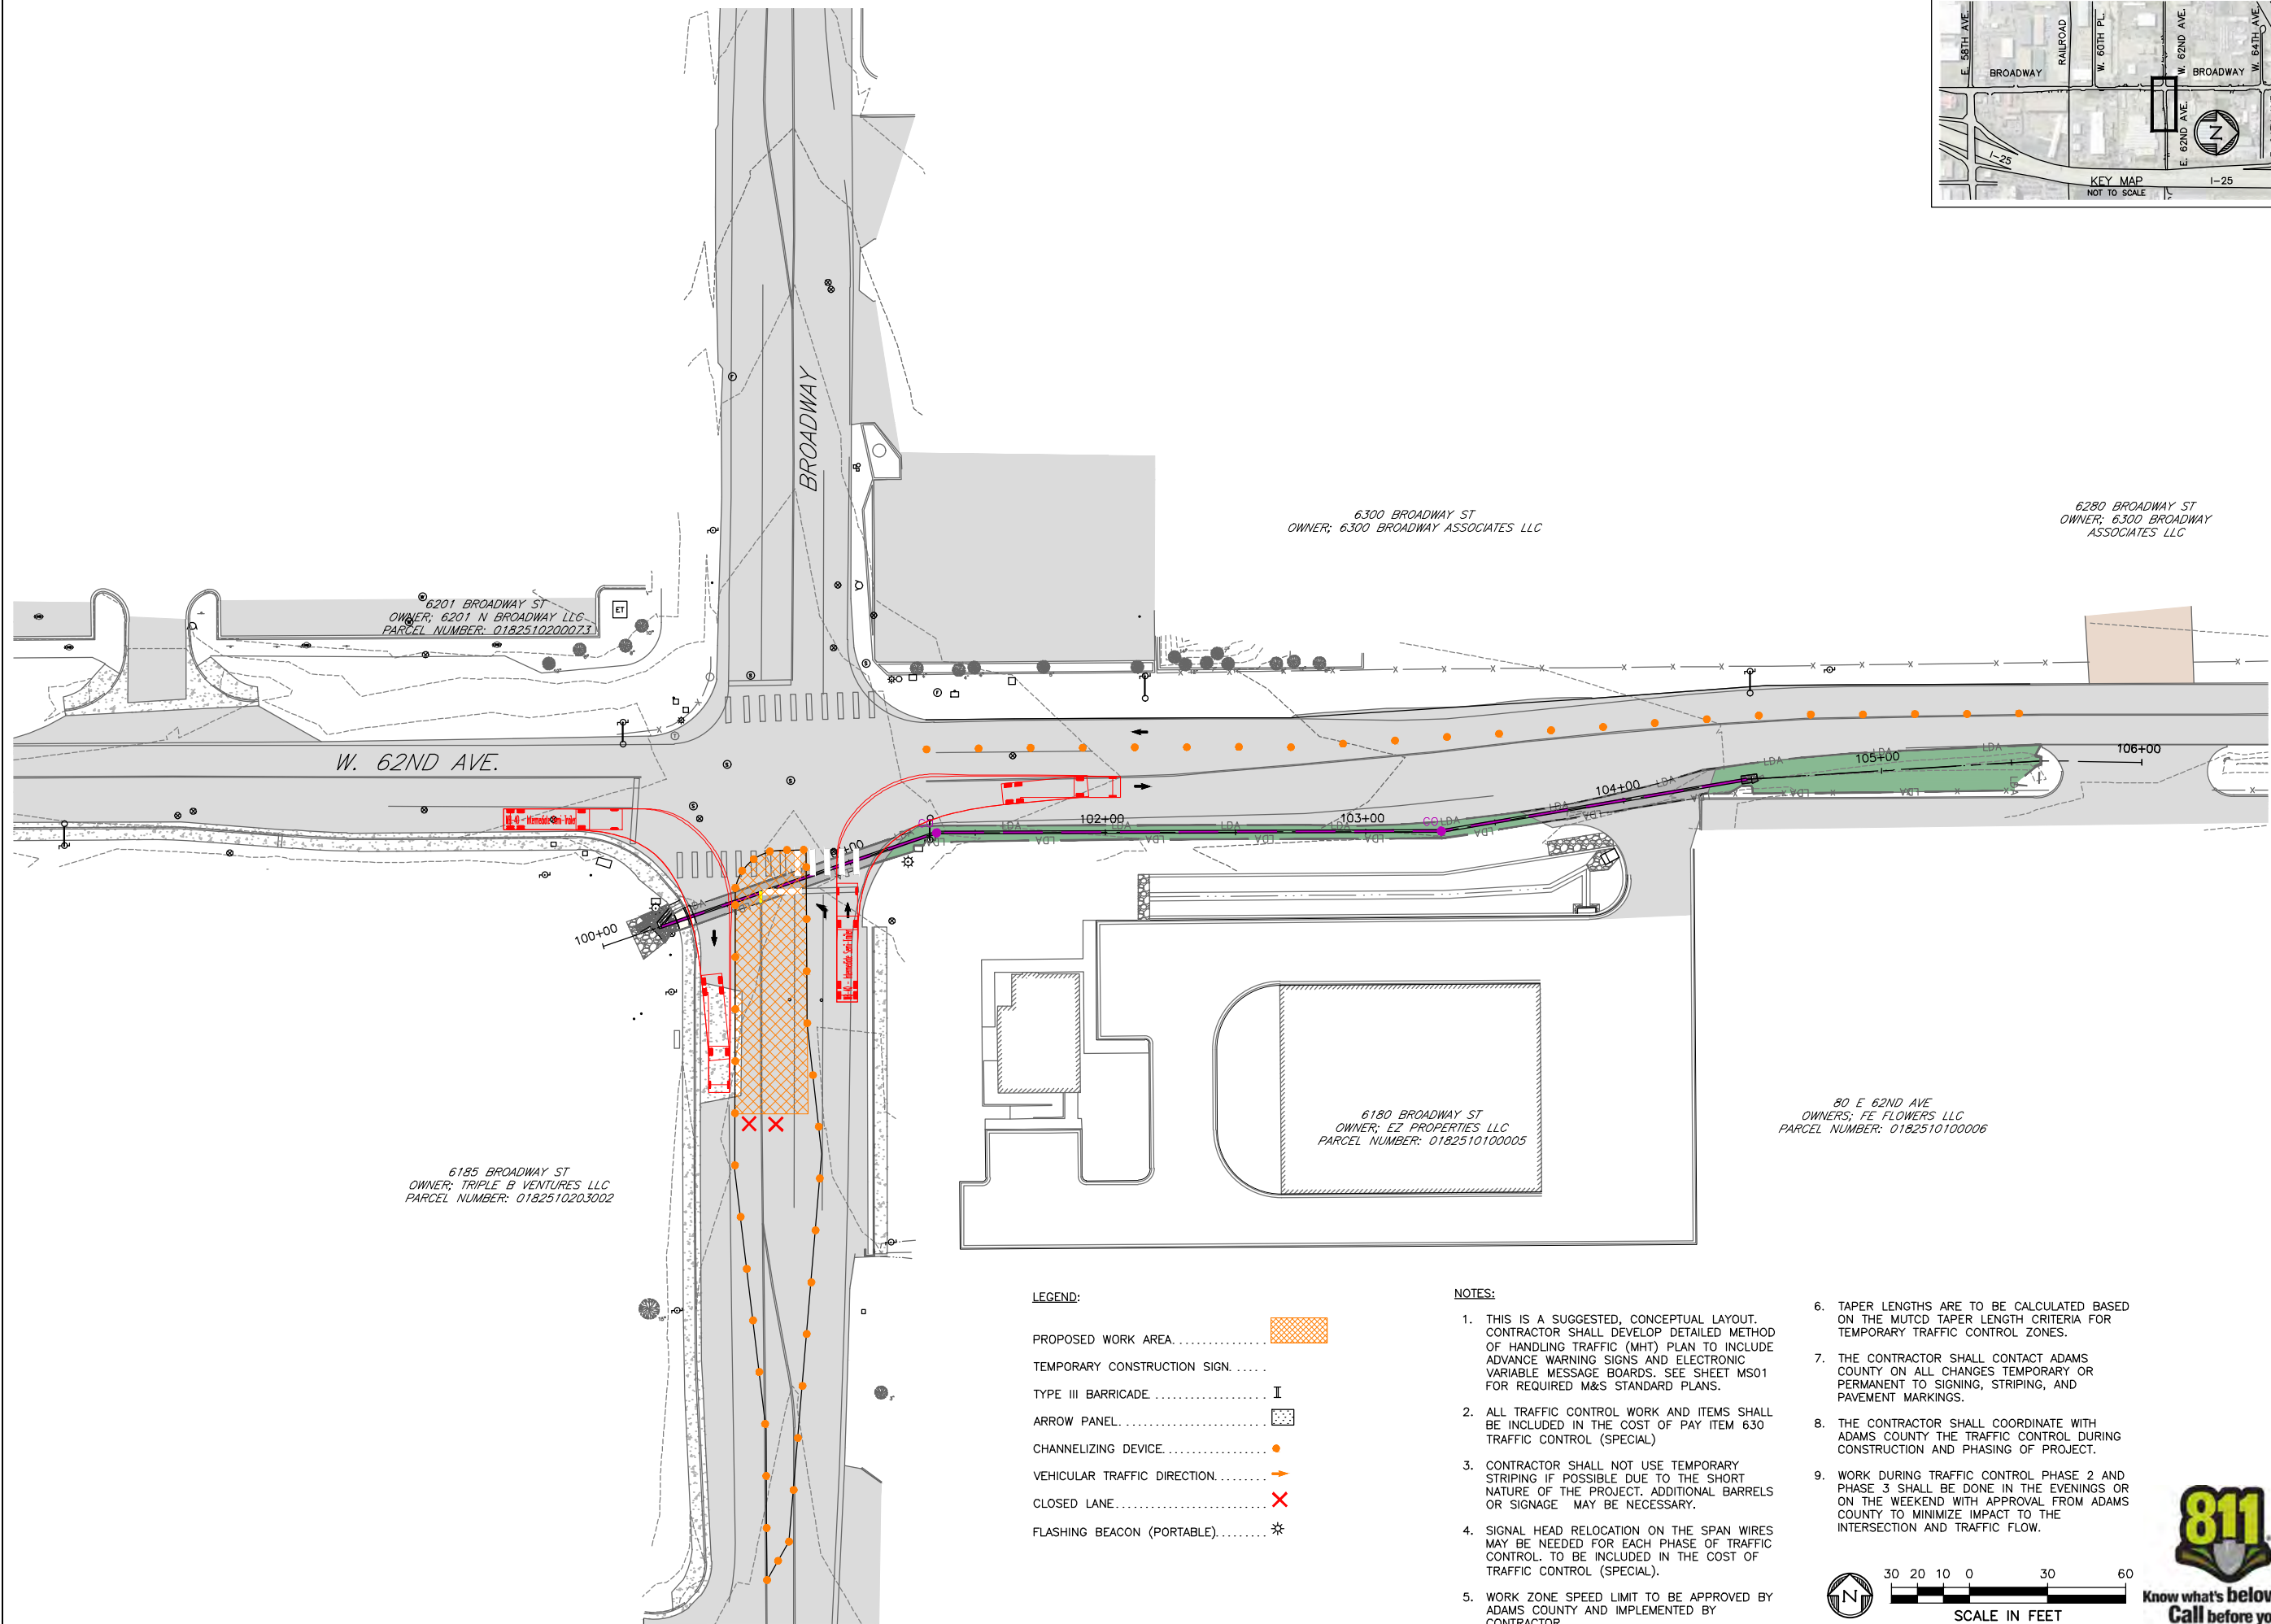 E. 58TH AVE.
RAILROAD
W. 60TH PL.
W. 62ND AVE.
W. 64TH AVE.
BROADWAY
BROADWAY
E. 62ND AVE.
N
I-25
KEY MAP
I-25
NOT TO SCALE
BROADWAY
6300 BROADWAY ST
OWNER; 6300 BROADWAY ASSOCIATES LLC
6280 BROADWAY ST
OWNER; 6300 BROADWAY
ASSOCIATES LLC
6201 BROADWAY ST
OWNER; 6201 N BROADWAY LLC
PARCEL NUMBER: 0182510200073
ET
W. 62ND AVE.
100+00
102+00
103+00
CO
104+00
105+00
106+00
LDA
6180 BROADWAY ST
OWNER; EZ PROPERTIES LLC
PARCEL NUMBER: 0182510100005
80 E 62ND AVE
OWNERS; FE FLOWERS LLC
PARCEL NUMBER: 0182510100006
6185 BROADWAY ST
OWNER; TRIPLE B VENTURES LLC
PARCEL NUMBER: 0182510203002
LEGEND:
PROPOSED WORK AREA
TEMPORARY CONSTRUCTION SIGN
TYPE III BARRICADE
ARROW PANEL
CHANNELIZING DEVICE
VEHICULAR TRAFFIC DIRECTION
CLOSED LANE
FLASHING BEACON (PORTABLE)
NOTES:
1. THIS IS A SUGGESTED, CONCEPTUAL LAYOUT.
CONTRACTOR SHALL DEVELOP DETAILED METHOD
OF HANDLING TRAFFIC (MHT) PLAN TO INCLUDE
ADVANCE WARNING SIGNS AND ELECTRONIC
VARIABLE MESSAGE BOARDS. SEE SHEET MS01
FOR REQUIRED M&S STANDARD PLANS.
2. ALL TRAFFIC CONTROL WORK AND ITEMS SHALL
BE INCLUDED IN THE COST OF PAY ITEM 630
TRAFFIC CONTROL (SPECIAL)
3. CONTRACTOR SHALL NOT USE TEMPORARY
STRIPING IF POSSIBLE DUE TO THE SHORT
NATURE OF THE PROJECT. ADDITIONAL BARRELS
OR SIGNAGE MAY BE NECESSARY.
4. SIGNAL HEAD RELOCATION ON THE SPAN WIRES
MAY BE NEEDED FOR EACH PHASE OF TRAFFIC
CONTROL. TO BE INCLUDED IN THE COST OF
TRAFFIC CONTROL (SPECIAL).
5. WORK ZONE SPEED LIMIT TO BE APPROVED BY
ADAMS COUNTY AND IMPLEMENTED BY
CONTRACTOR
6. TAPER LENGTHS ARE TO BE CALCULATED BASED
ON THE MUTCD TAPER LENGTH CRITERIA FOR
TEMPORARY TRAFFIC CONTROL ZONES.
7. THE CONTRACTOR SHALL CONTACT ADAMS
COUNTY ON ALL CHANGES TEMPORARY OR
PERMANENT TO SIGNING, STRIPING, AND
PAVEMENT MARKINGS.
8. THE CONTRACTOR SHALL COORDINATE WITH
ADAMS COUNTY THE TRAFFIC CONTROL DURING
CONSTRUCTION AND PHASING OF PROJECT.
9. WORK DURING TRAFFIC CONTROL PHASE 2 AND
PHASE 3 SHALL BE DONE IN THE EVENINGS OR
ON THE WEEKEND WITH APPROVAL FROM ADAMS
COUNTY TO MINIMIZE IMPACT TO THE
INTERSECTION AND TRAFFIC FLOW.
N
30 20 10 0 30 60
SCALE IN FEET
811
Know what's below
Call before yo